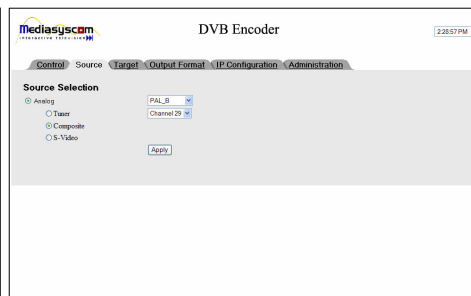 Mediasyscom
interactive television
DVB Encoder
2:28:57 PM
Control Source Target Output Format IP Configuration Administration
Source Selection
Analog PAL_B
Tuner Channel 29
Composite
S-Video
Apply